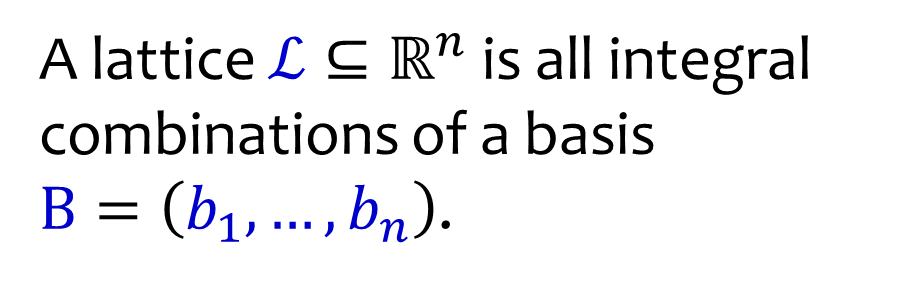 A lattice ℒ ⊆ ℝⁿ is all integral
combinations of a basis
B = (b₁, … , bₙ).